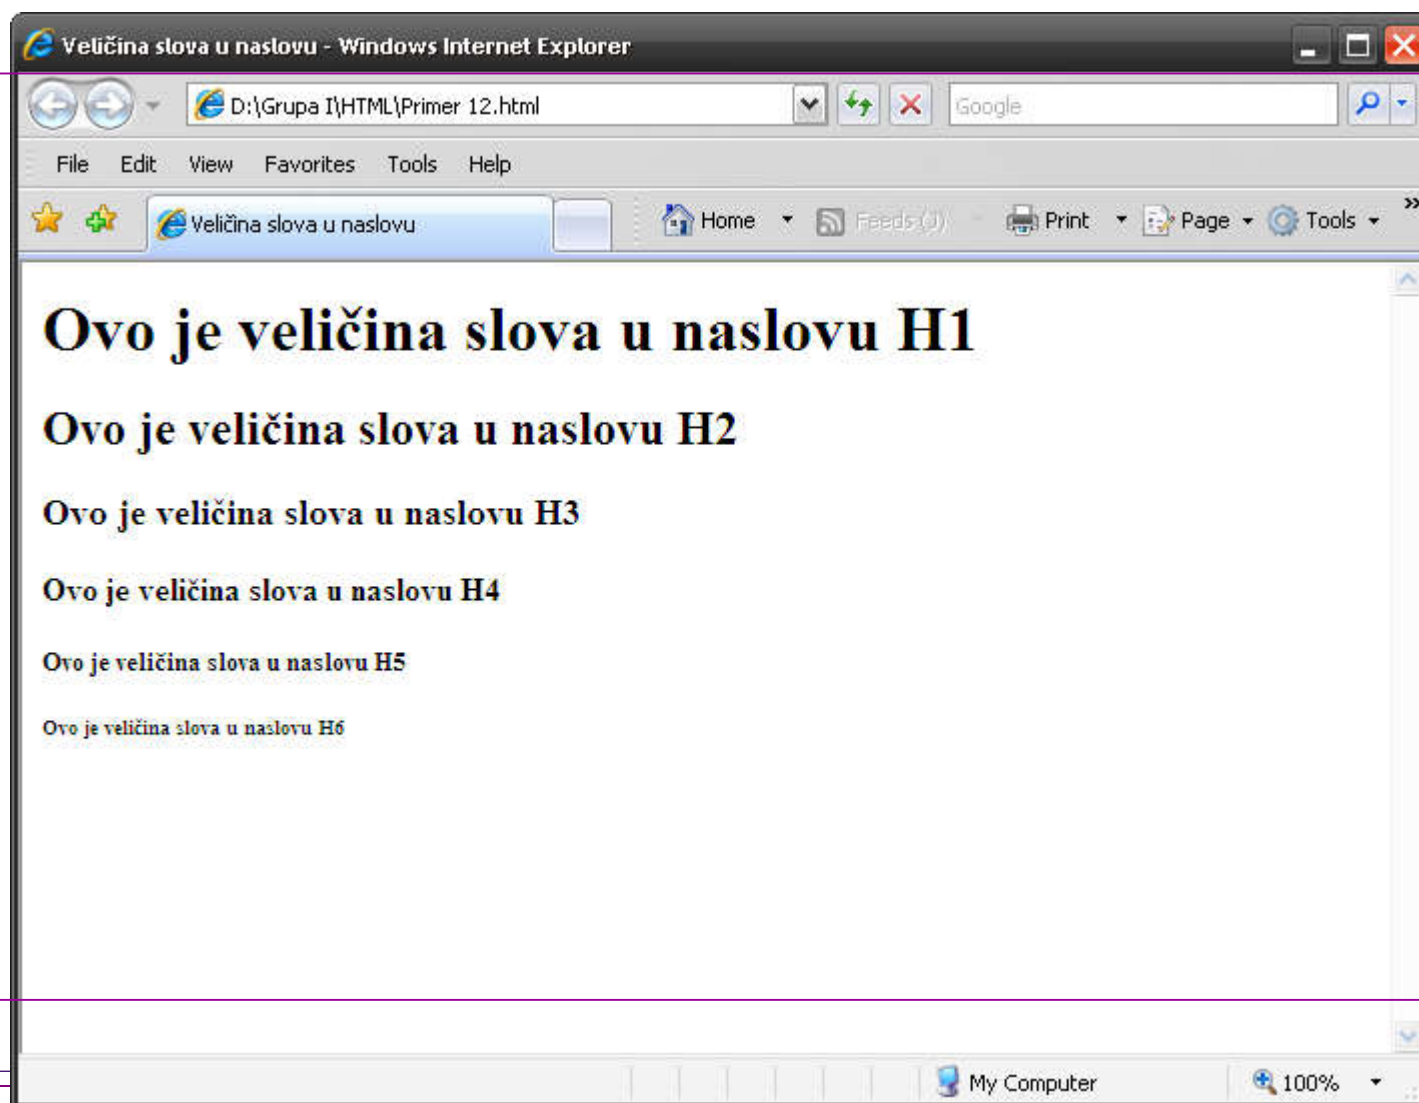 Veličina slova u naslovu - Windows Internet Explorer
D:\Grupa I\HTML\Primer 12.html
Google
File Edit View Favorites Tools Help
Veličina slova u naslovu
Home Feeds (J) Print Page Tools »
Ovo je veličina slova u naslovu H1
Ovo je veličina slova u naslovu H2
Ovo je veličina slova u naslovu H3
Ovo je veličina slova u naslovu H4
Ovo je veličina slova u naslovu H5
Ovo je veličina slova u naslovu H6
My Computer 100%